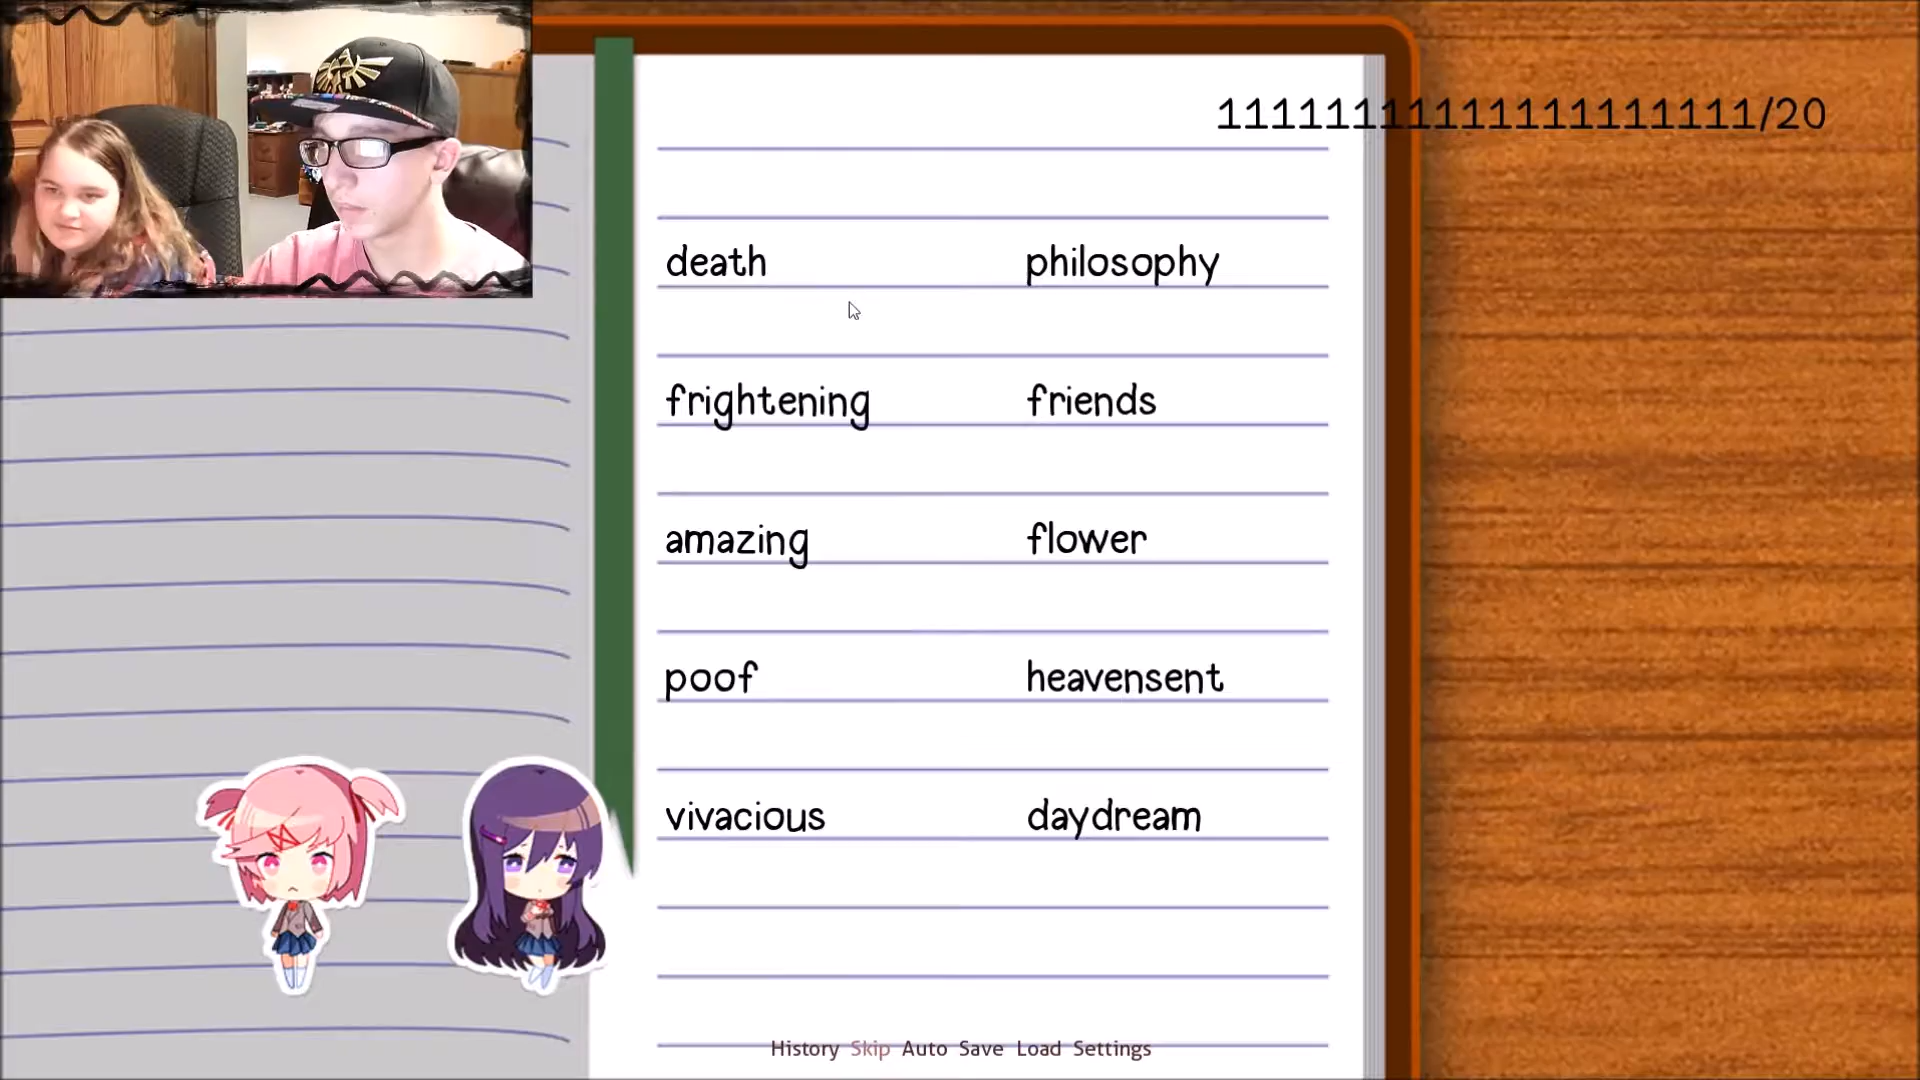 11111111111111111111/20
death philosophy
frightening friends
amazing flower
poof heavensent
vivacious daydream
History Skip Auto Save Load Settings